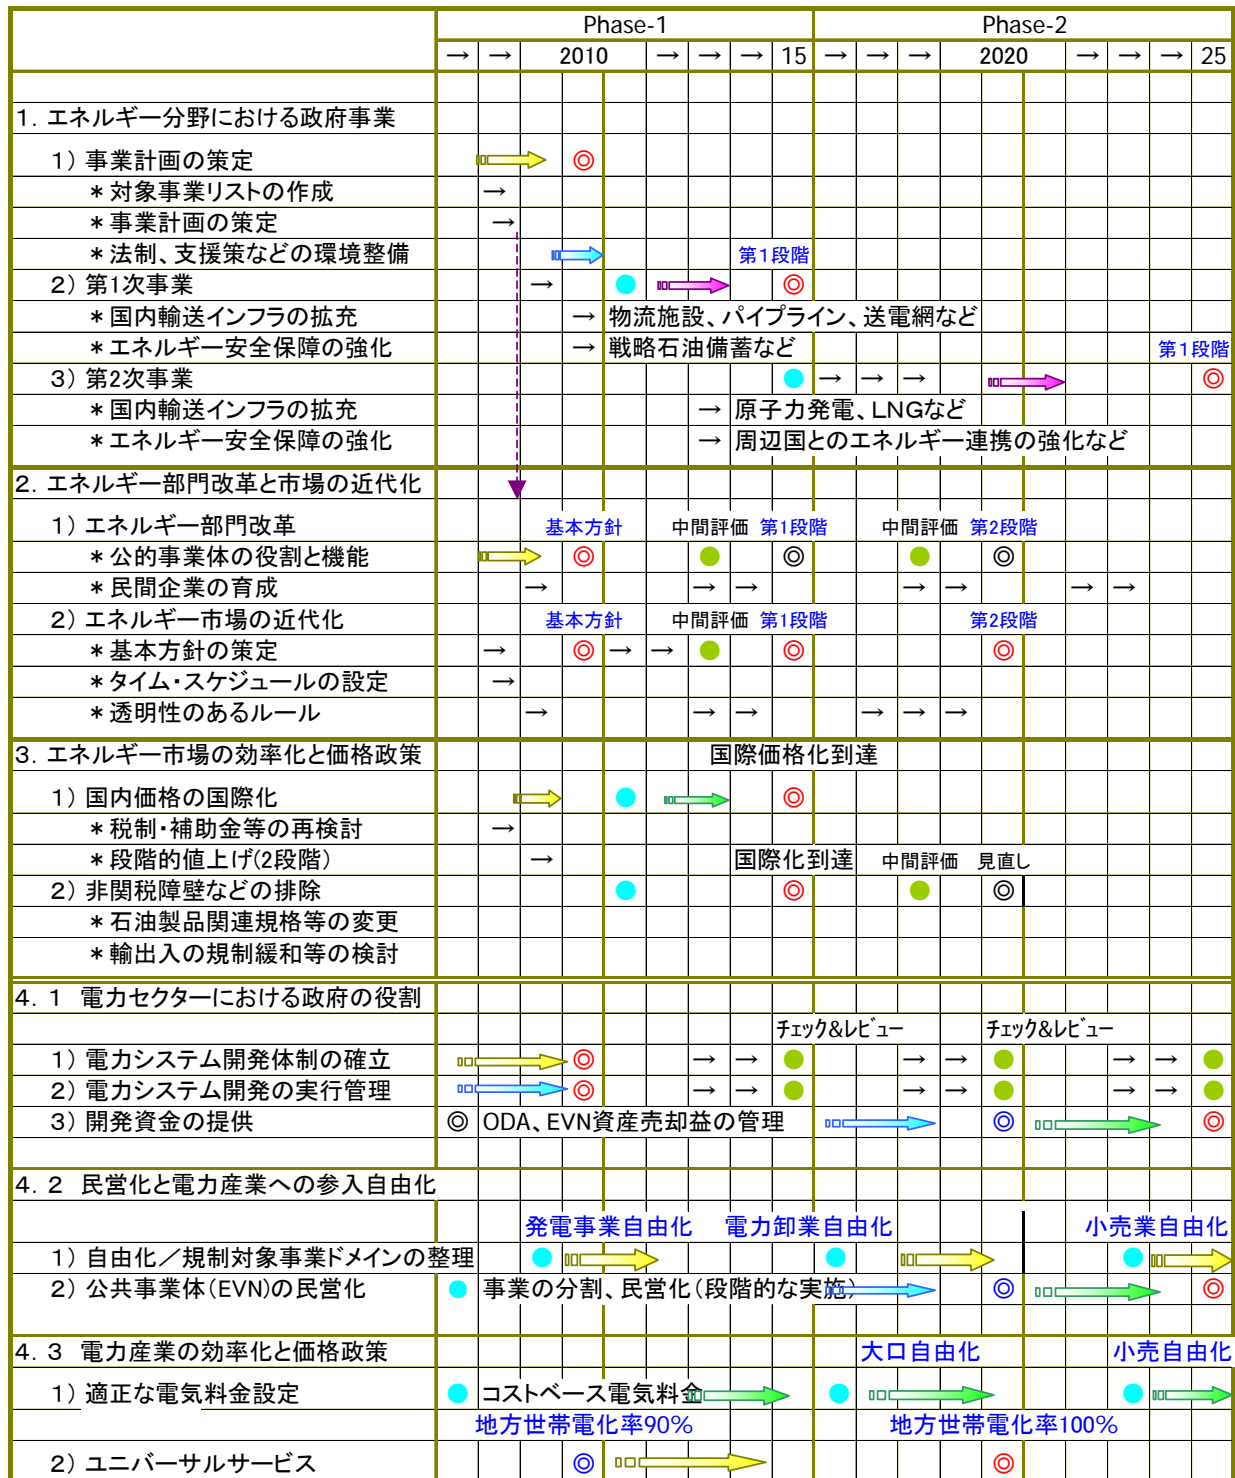 Phase-1 Phase-2
→ → 2010 → → → 15 → → → 2020 → → → 25
1．エネルギー分野における政府事業
1）事業計画の策定 ◎
＊対象事業リストの作成 →
＊事業計画の策定 →
＊法制、支援策などの環境整備 第1段階
2）第1次事業 → ● ◎
＊国内輸送インフラの拡充 → 物流施設、パイプライン、送電網など
＊エネルギー安全保障の強化 → 戦略石油備蓄など 第1段階
3）第2次事業 ● → → → ◎
＊国内輸送インフラの拡充 → 原子力発電、LNGなど
＊エネルギー安全保障の強化 → 周辺国とのエネルギー連携の強化など
2．エネルギー部門改革と市場の近代化
1）エネルギー部門改革 基本方針 中間評価 第1段階 中間評価 第2段階
＊公的事業体の役割と機能 ◎ ● ◎ ● ◎
＊民間企業の育成 → → → → → → →
2）エネルギー市場の近代化 基本方針 中間評価 第1段階 第2段階
＊基本方針の策定 → ◎ → → ● ◎ ◎
＊タイム・スケジュールの設定 →
＊透明性のあるルール → → → → → →
3．エネルギー市場の効率化と価格政策 国際価格化到達
1）国内価格の国際化 ● ◎
＊税制・補助金等の再検討 →
＊段階的値上げ(2段階) → 国際化到達 中間評価 見直し
2）非関税障壁などの排除 ● ◎ ● ◎
＊石油製品関連規格等の変更
＊輸出入の規制緩和等の検討
4．1 電力セクターにおける政府の役割
チェック&レビュー チェック&レビュー
1）電力システム開発体制の確立 ◎ → → ● → → ● → → ●
2）電力システム開発の実行管理 ◎ → → ● → → ● → → ●
3）開発資金の提供 ◎ ODA、EVN資産売却益の管理 ◎ ◎
4．2 民営化と電力産業への参入自由化
発電事業自由化 電力卸業自由化 小売業自由化
1）自由化／規制対象事業ドメインの整理 ● ● ●
2）公共事業体(EVN)の民営化 ● 事業の分割、民営化(段階的な実施) ◎ ◎
4．3 電力産業の効率化と価格政策 大口自由化 小売自由化
1）適正な電気料金設定 ● コストベース電気料金 ● ●
地方世帯電化率90% 地方世帯電化率100%
2）ユニバーサルサービス ◎ ◎